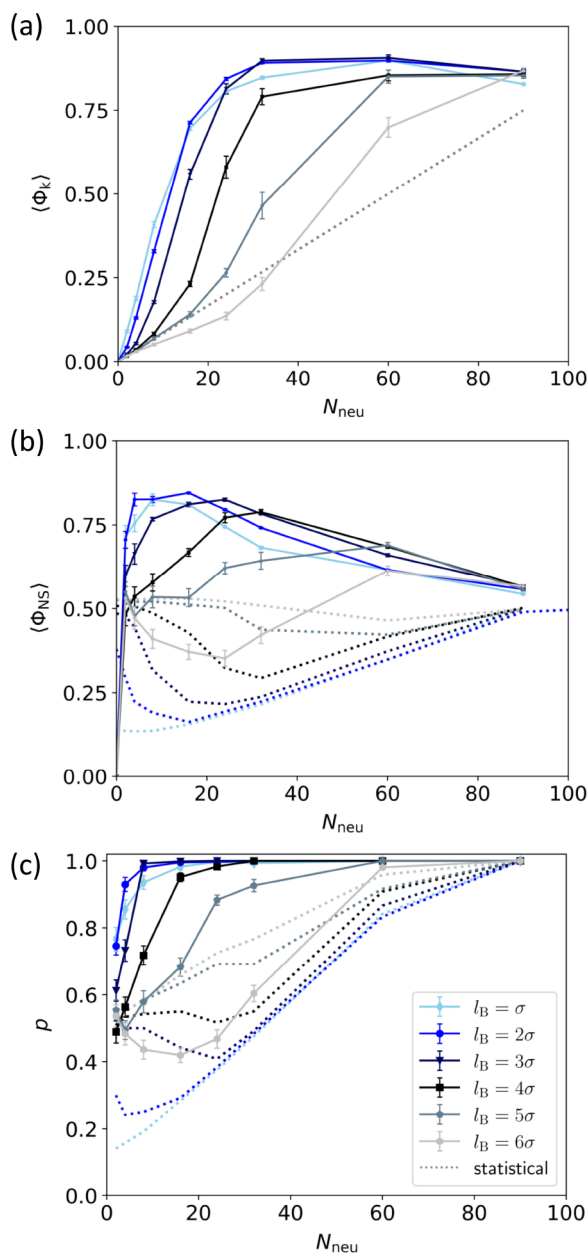 (a)
1.00
0.75
0.50
0.25
0.00
⟨Φk⟩
0 20 40 60 80 100
Nneu
(b)
1.00
0.75
0.50
0.25
0.00
⟨ΦNS⟩
0 20 40 60 80 100
Nneu
(c)
1.0
0.8
0.6
0.4
0.2
0.0
p
lB = σ
lB = 2σ
lB = 3σ
lB = 4σ
lB = 5σ
lB = 6σ
statistical
0 20 40 60 80 100
Nneu